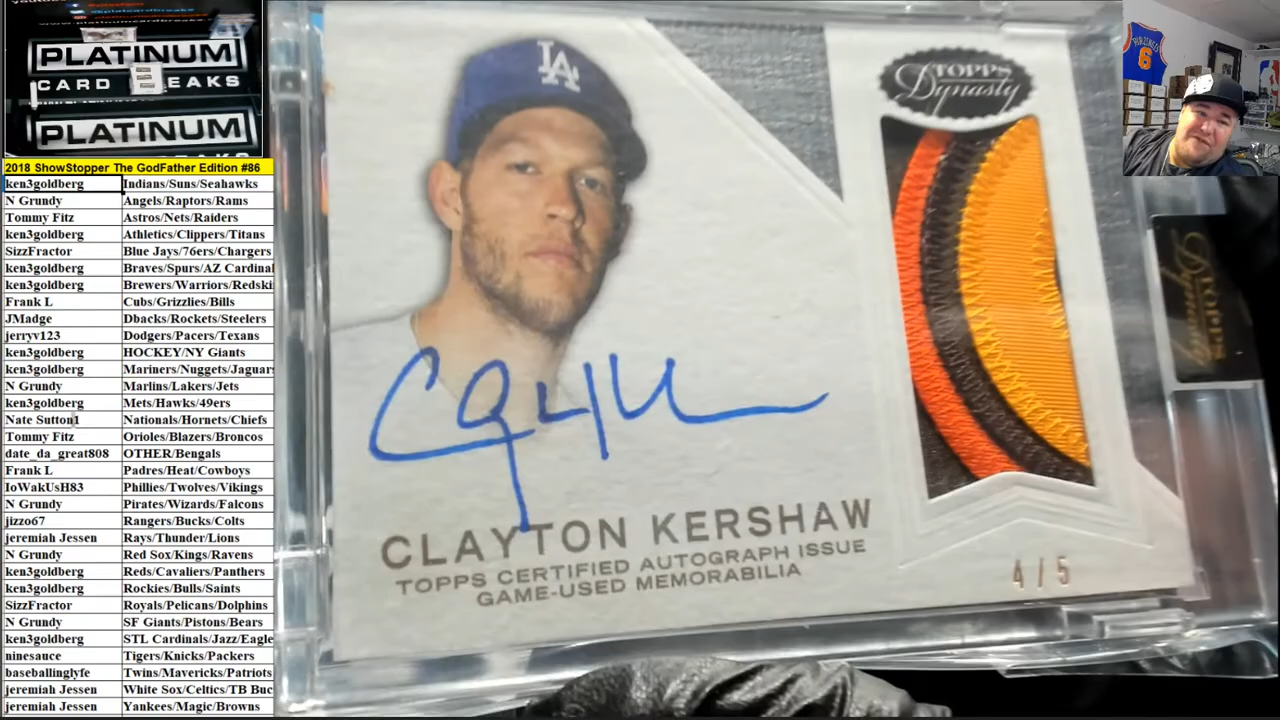 PLATINUM
CARD BREAKS
PLATINUM
2018 ShowStopper The GodFather Edition #86
ken3goldberg Indians/Suns/Seahawks
N Grundy Angels/Raptors/Rams
Tommy Fitz Astros/Nets/Raiders
ken3goldberg Athletics/Clippers/Titans
SizzFractor Blue Jays/76ers/Chargers
ken3goldberg Braves/Spurs/AZ Cardinal
ken3goldberg Brewers/Warriors/Redski
Frank L Cubs/Grizzlies/Bills
JMadge Dbacks/Rockets/Steelers
jerryv123 Dodgers/Pacers/Texans
ken3goldberg HOCKEY/NY Giants
ken3goldberg Mariners/Nuggets/Jaguar
N Grundy Marlins/Lakers/Jets
ken3goldberg Mets/Hawks/49ers
Nate Sutton1 Nationals/Hornets/Chiefs
Tommy Fitz Orioles/Blazers/Broncos
date_da_great808 OTHER/Bengals
Frank L Padres/Heat/Cowboys
IoWakUsH83 Phillies/Twolves/Vikings
N Grundy Pirates/Wizards/Falcons
jizzo67 Rangers/Bucks/Colts
jeremiah Jessen Rays/Thunder/Lions
N Grundy Red Sox/Kings/Ravens
ken3goldberg Reds/Cavaliers/Panthers
ken3goldberg Rockies/Bulls/Saints
SizzFractor Royals/Pelicans/Dolphins
N Grundy SF Giants/Pistons/Bears
ken3goldberg STL Cardinals/Jazz/Eagle
ninesauce Tigers/Knicks/Packers
baseballinglyfe Twins/Mavericks/Patriots
jeremiah Jessen White Sox/Celtics/TB Buc
jeremiah Jessen Yankees/Magic/Browns
LA
TOPPS
Dynasty
CLAYTON KERSHAW
TOPPS CERTIFIED AUTOGRAPH ISSUE
GAME-USED MEMORABILIA
4/5
TOPPS
Dynasty
6